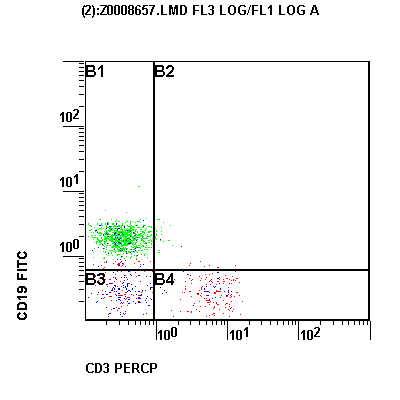 (2):Z0008657.LMD FL3 LOG/FL1 LOG A
B1 B2
10²
10¹
10⁰
B3 B4
10⁰ 10¹ 10²
CD19 FITC
CD3 PERCP